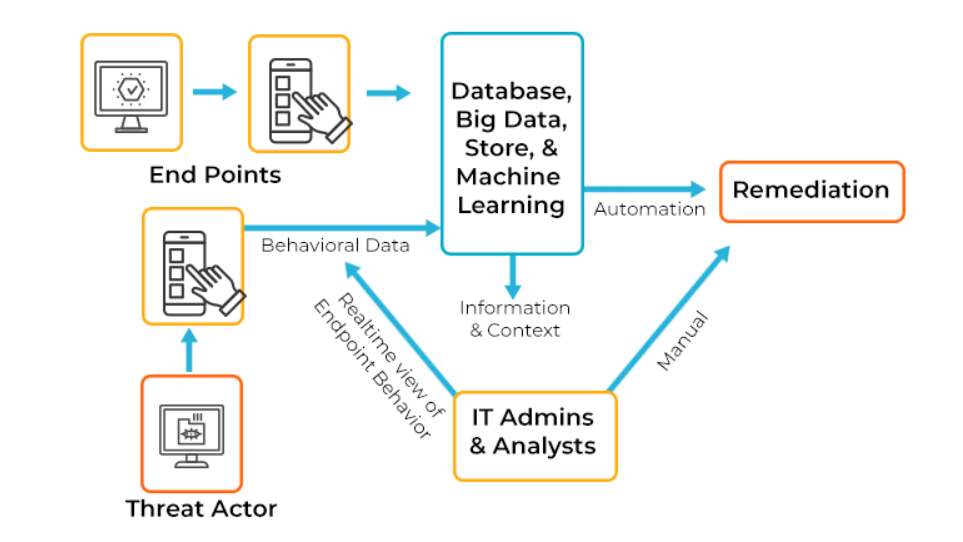 End Points
Database,
Big Data,
Store, &
Machine
Learning
Remediation
Automation
Behavioral Data
Information
& Context
Realtime view of
Endpoint Behavior
Manual
IT Admins
& Analysts
Threat Actor